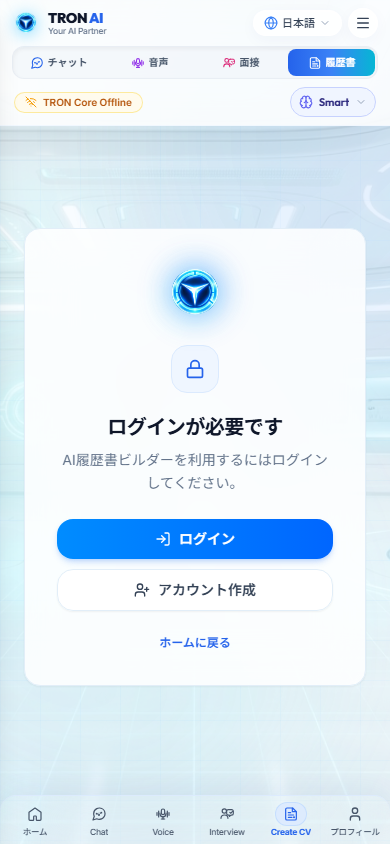 TRON AI
Your AI Partner
日本語
チャット
音声
面接
履歴書
TRON Core Offline
Smart
ログインが必要です
AI履歴書ビルダーを利用するにはログイン
してください。
ログイン
アカウント作成
ホームに戻る
ホーム
Chat
Voice
Interview
Create CV
プロフィール